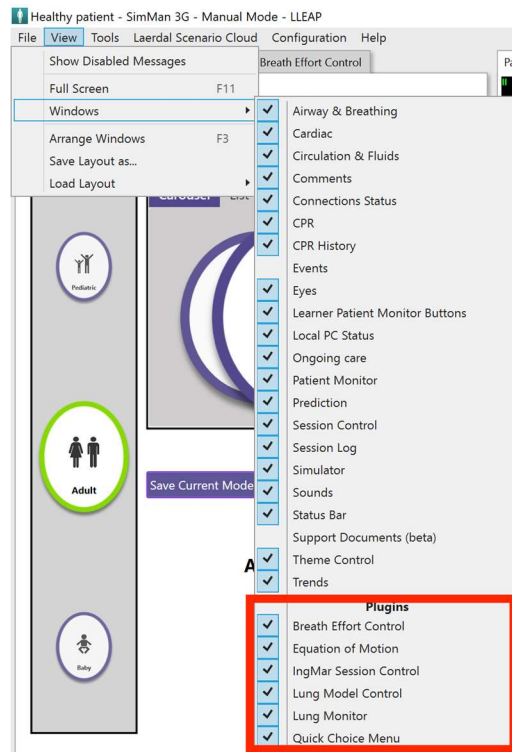 Healthy patient - SimMan 3G - Manual Mode - LLEAP
File View Tools Laerdal Scenario Cloud Configuration Help
Show Disabled Messages
Full Screen F11
Windows
Arrange Windows F3
Save Layout as...
Load Layout
Breath Effort Control
Pa
Airway & Breathing
Cardiac
Circulation & Fluids
Comments
Connections Status
CPR
CPR History
Events
Eyes
Learner Patient Monitor Buttons
Local PC Status
Ongoing care
Patient Monitor
Prediction
Session Control
Session Log
Simulator
Sounds
Status Bar
Support Documents (beta)
Theme Control
Trends
Plugins
Breath Effort Control
Equation of Motion
IngMar Session Control
Lung Model Control
Lung Monitor
Quick Choice Menu
Carousel List
Pediatric
Adult
Baby
Save Current Mode
A